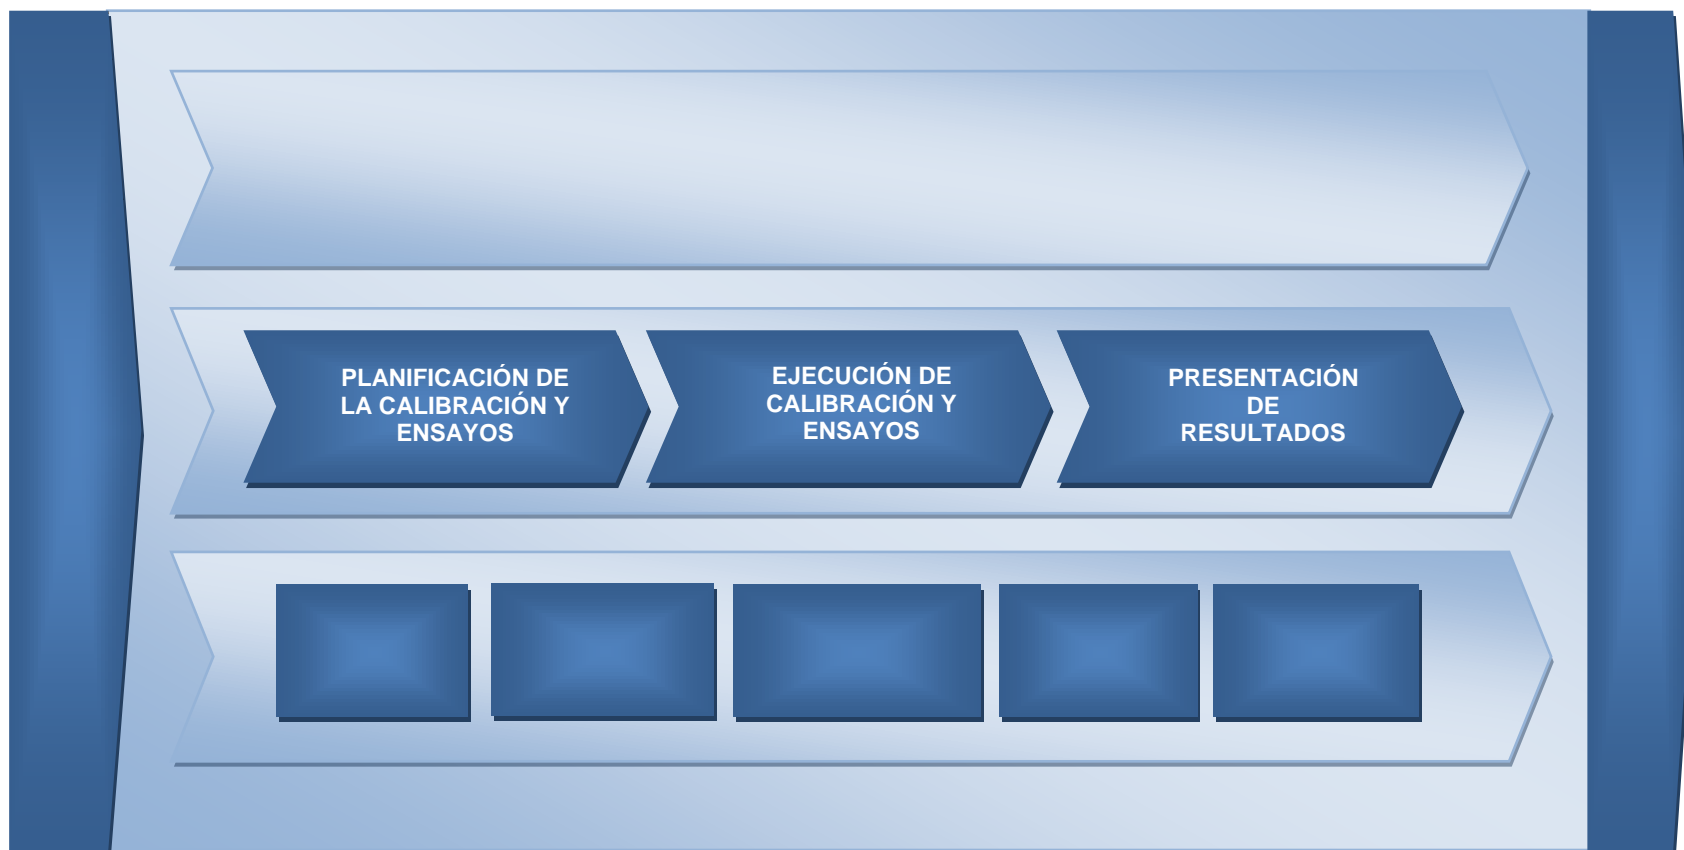 PLANIFICACIÓN DE
LA CALIBRACIÓN Y
ENSAYOS
EJECUCIÓN DE
CALIBRACIÓN Y
ENSAYOS
PRESENTACIÓN
DE
RESULTADOS